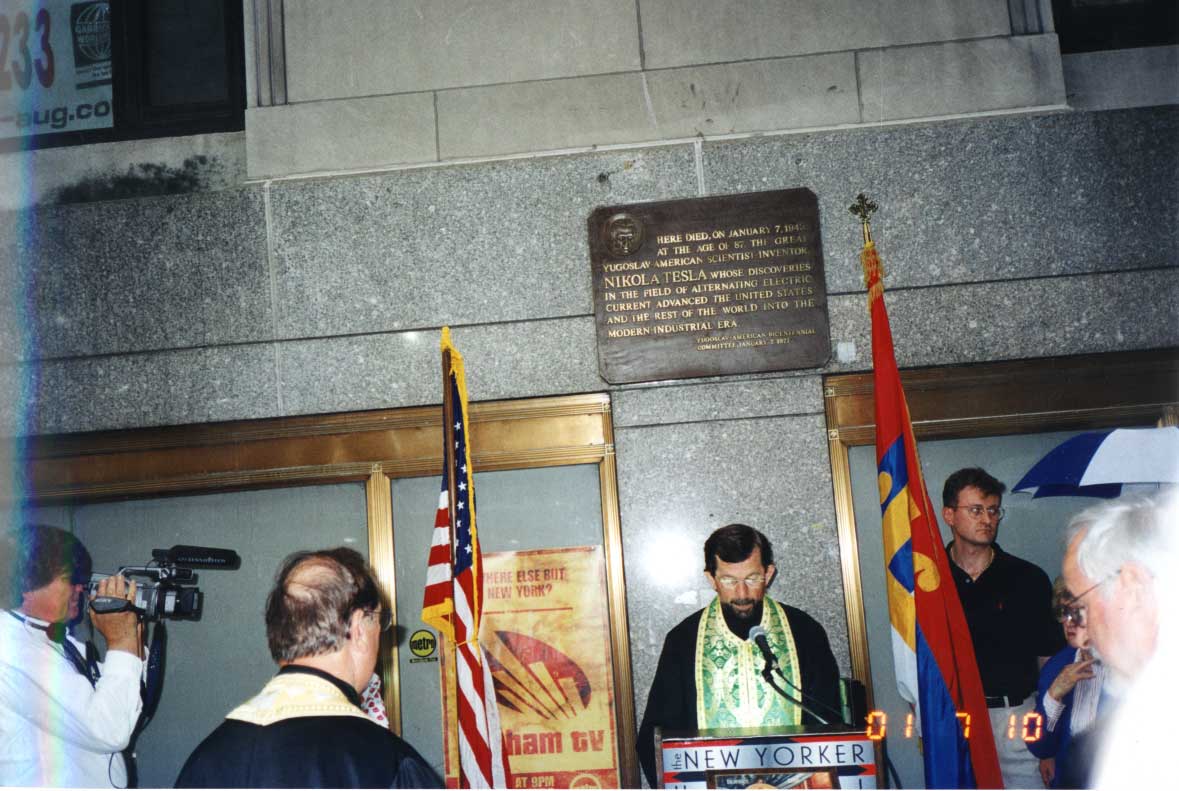 233
-aug.co
HERE DIED, ON JANUARY 7, 1943,
AT THE AGE OF 87, THE GREAT
YUGOSLAV-AMERICAN SCIENTIST INVENTOR,
NIKOLA TESLA WHOSE DISCOVERIES
IN THE FIELD OF ALTERNATING ELECTRIC
CURRENT ADVANCED THE UNITED STATES
AND THE REST OF THE WORLD INTO THE
MODERN INDUSTRIAL ERA.
YUGOSLAV-AMERICAN BICENTENNIAL
COMMITTEE JANUARY 7, 1977
HERE ELSE BUT
NEW YORK?
metro
ham tv
AT 9PM
the NEW YORKER
01 7 10